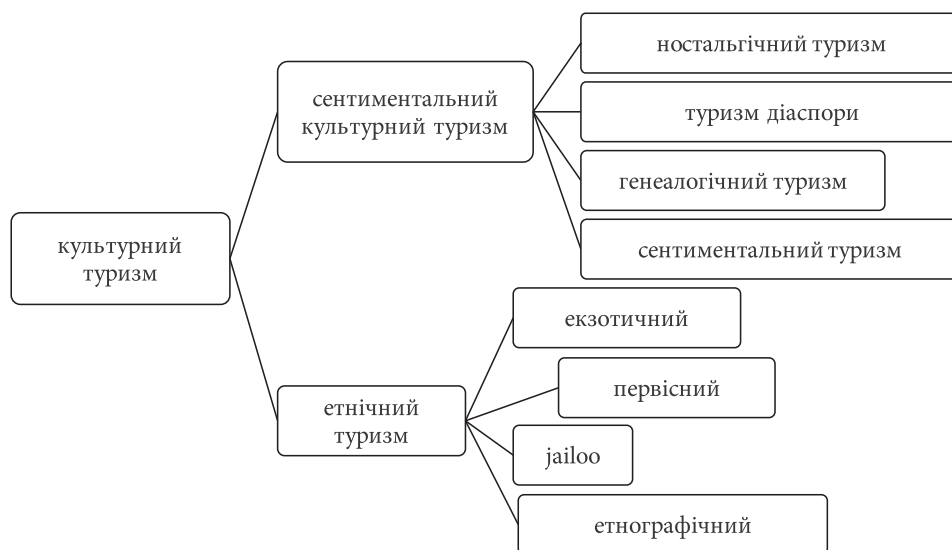 культурний
туризм
сентиментальний
культурний туризм
ностальгічний туризм
туризм діаспори
генеалогічний туризм
сентиментальний туризм
етнічний
туризм
екзотичний
первісний
jailoo
етнографічний